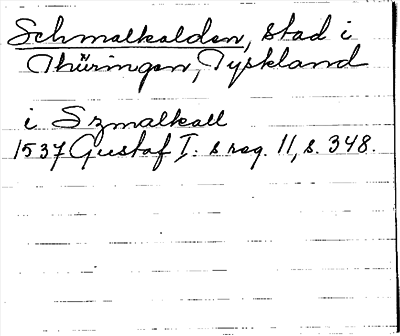 Schmalkalden, stad i
Thüringen, Tyskland
i Szmalkall
1537 Gustaf I:s reg. 11, s. 348.